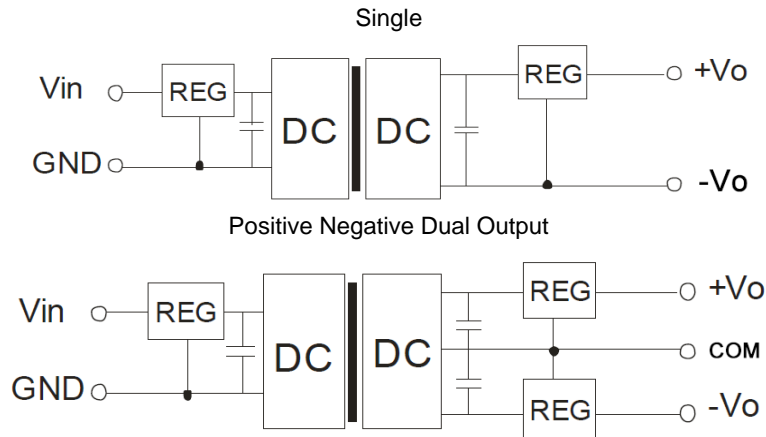 Single
Vin
REG
REG
+Vo
DC
DC
GND
-Vo
Positive Negative Dual Output
Vin
REG
REG
+Vo
DC
DC
COM
GND
REG
-Vo